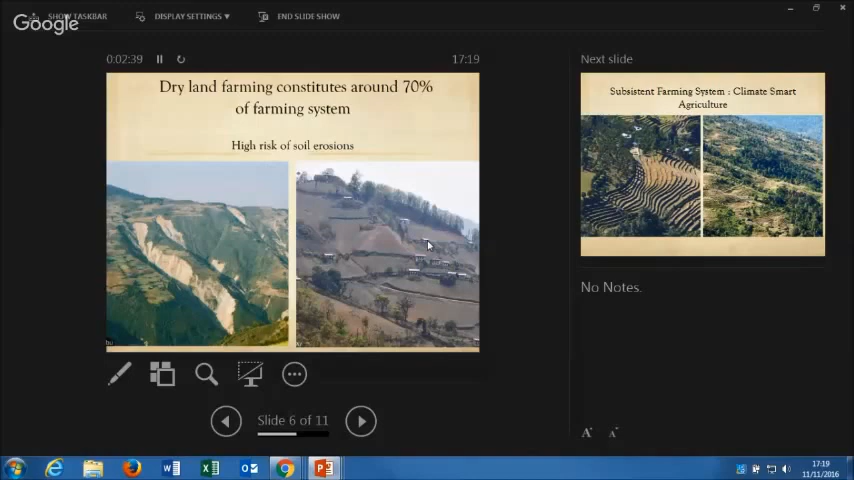 SHOW TASKBAR
DISPLAY SETTINGS ▼
END SLIDE SHOW
Google
0:02:39
17:19
Next slide
Dry land farming constitutes around 70%
of farming system
High risk of soil erosions
Subsistent Farming System : Climate Smart
Agriculture
No Notes.
Slide 6 of 11
A
A
17:19
11/11/2016